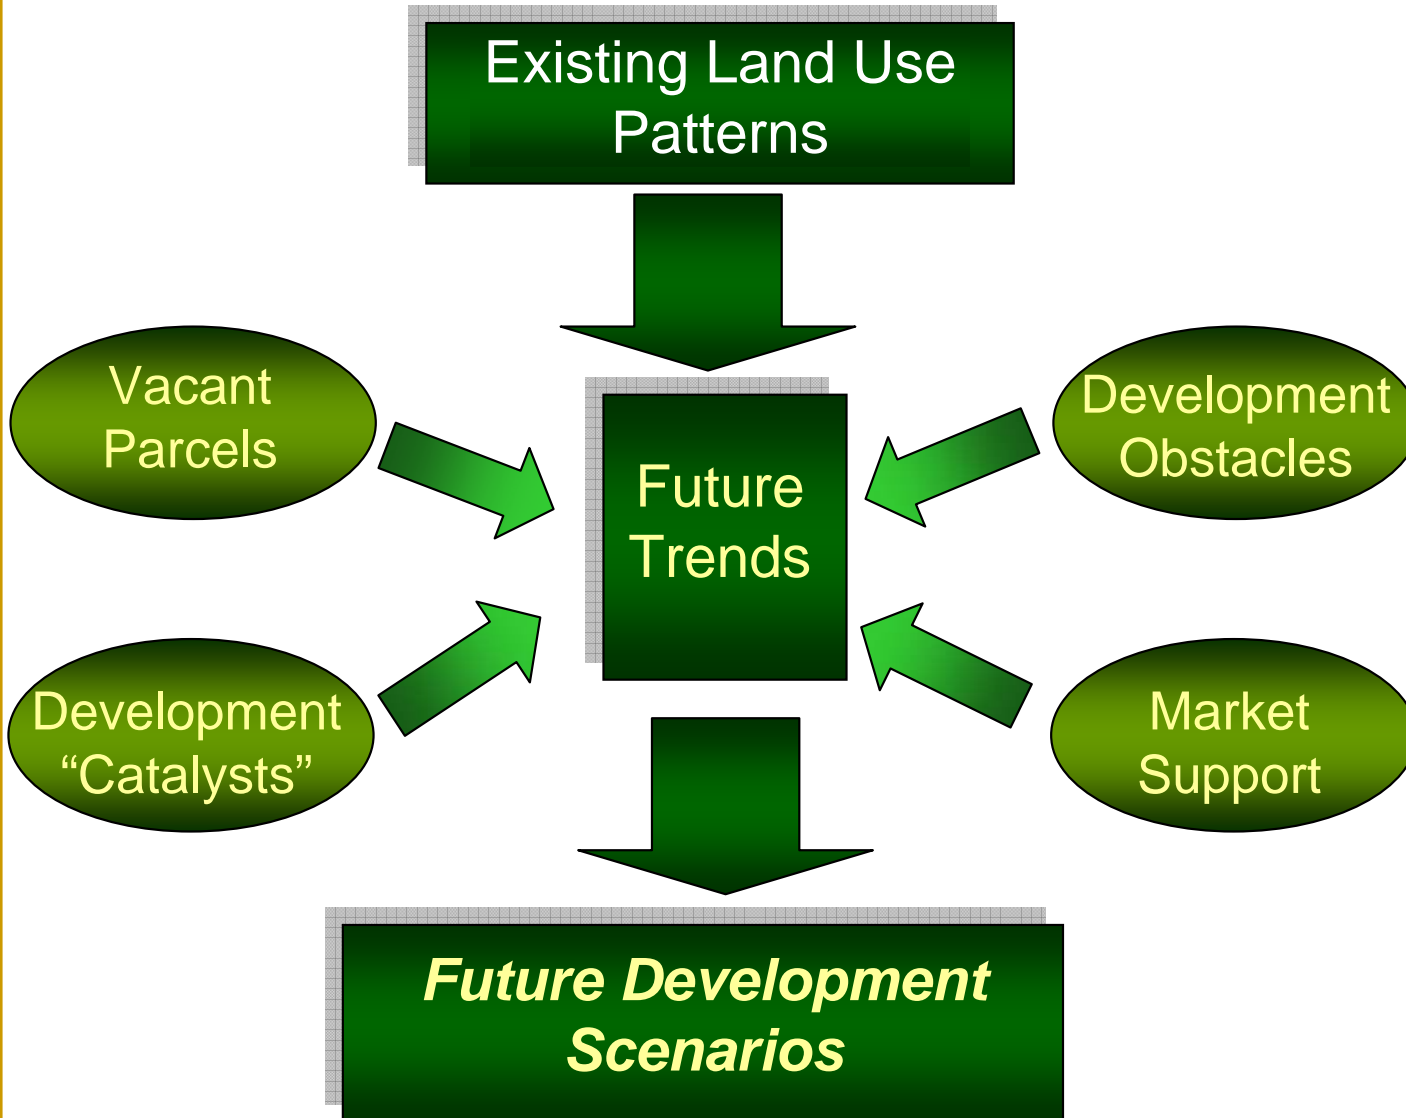 Existing Land Use
Patterns
Vacant
Parcels
Development
Obstacles
Future
Trends
Development
“Catalysts”
Market
Support
Future Development
Scenarios